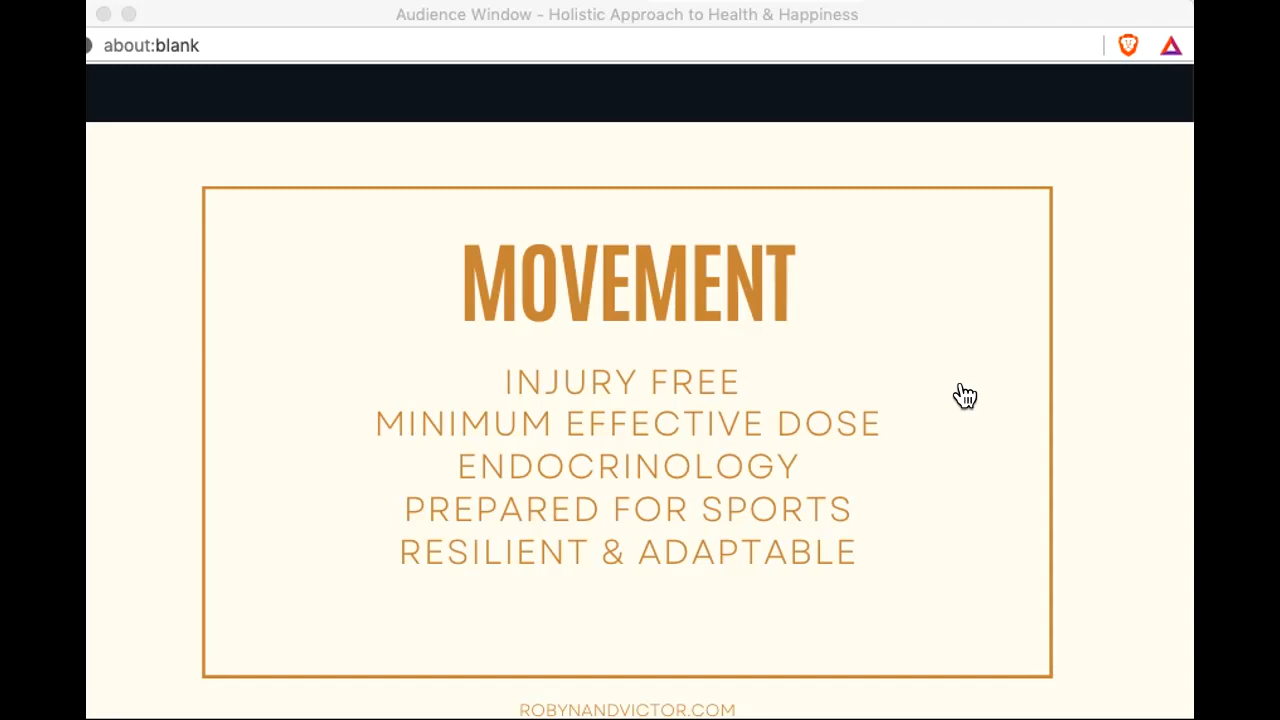 Audience Window - Holistic Approach to Health & Happiness
about:blank
MOVEMENT
INJURY FREE
MINIMUM EFFECTIVE DOSE
ENDOCRINOLOGY
PREPARED FOR SPORTS
RESILIENT & ADAPTABLE
ROBYNANDVICTOR.COM